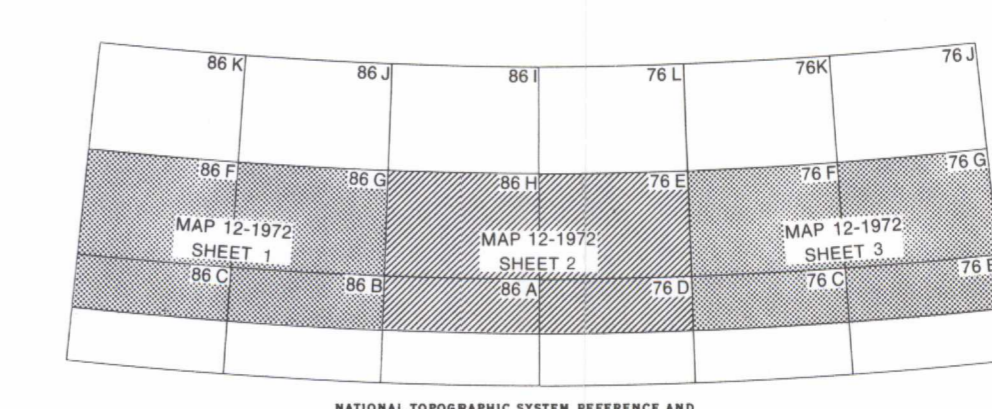 86 K 86 J 86 I 76 L 76K 76 J
86 F 86 G 86 H 76 E 76 F 76 G
MAP 12-1972 MAP 12-1972 MAP 12-1972
SHEET 1 SHEET 2 SHEET 3
86 C 86 B 86 A 76 D 76 C 76
NATIONAL TOPOGRAPHIC SYSTEM REFERENCE AND